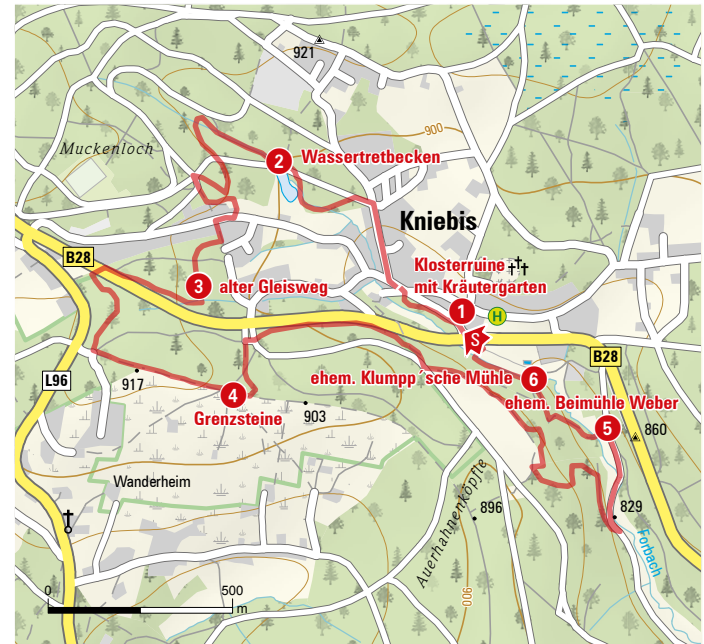 921
900
Muckenloch
2 Wassertretbecken
Kniebis
B28
Klosterruine
mit Kräutergarten
3 alter Gleisweg
1
H
S
B28
L96
917
ehem. Klumpp´sche Mühle 6
4
Grenzsteine
903
ehem. Beimühle Weber
5
860
Wanderheim
Auerhahnenköpfle
896
829
Forbach
900
0 500
m